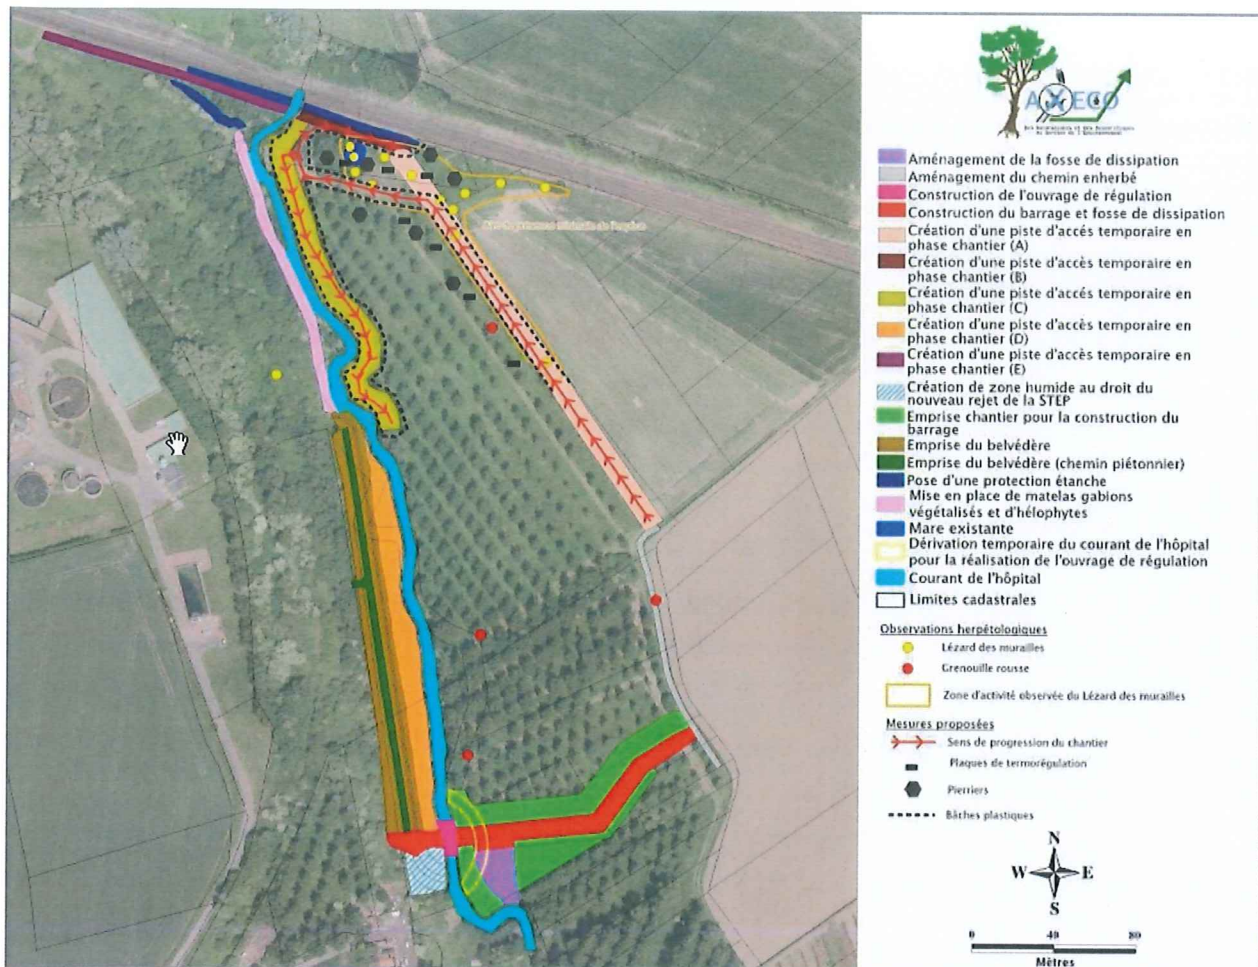 AXECO
Aménagement de la fosse de dissipation
Aménagement du chemin enherbé
Construction de l'ouvrage de régulation
Construction du barrage et fosse de dissipation
Création d'une piste d'accés temporaire en
phase chantier (A)
Création d'une piste d'accès temporaire en
phase chantier (B)
Création d'une piste d'accés temporaire en
phase chantier (C)
Création d'une piste d'accès temporaire en
phase chantier (D)
Création d'une piste d'accès temporaire en
phase chantier (E)
Création de zone humide au droit du
nouveau rejet de la STEP
Emprise chantier pour la construction du
barrage
Emprise du belvédère
Emprise du belvédère (chemin piétonnier)
Pose d'une protection étanche
Mise en place de matelas gabions
végétalisés et d'hélophytes
Mare existante
Dérivation temporaire du courant de l'hôpital
pour la réalisation de l'ouvrage de régulation
Courant de l'hôpital
Limites cadastrales
Observations herpétologiques
Lézard des murailles
Grenouille rousse
Zone d'activité observée du Lézard des murailles
Mesures proposées
Sens de progression du chantier
Plaques de termorégulation
Pierriers
Bâches plastiques
N
W E
S
0 40 80
Mètres